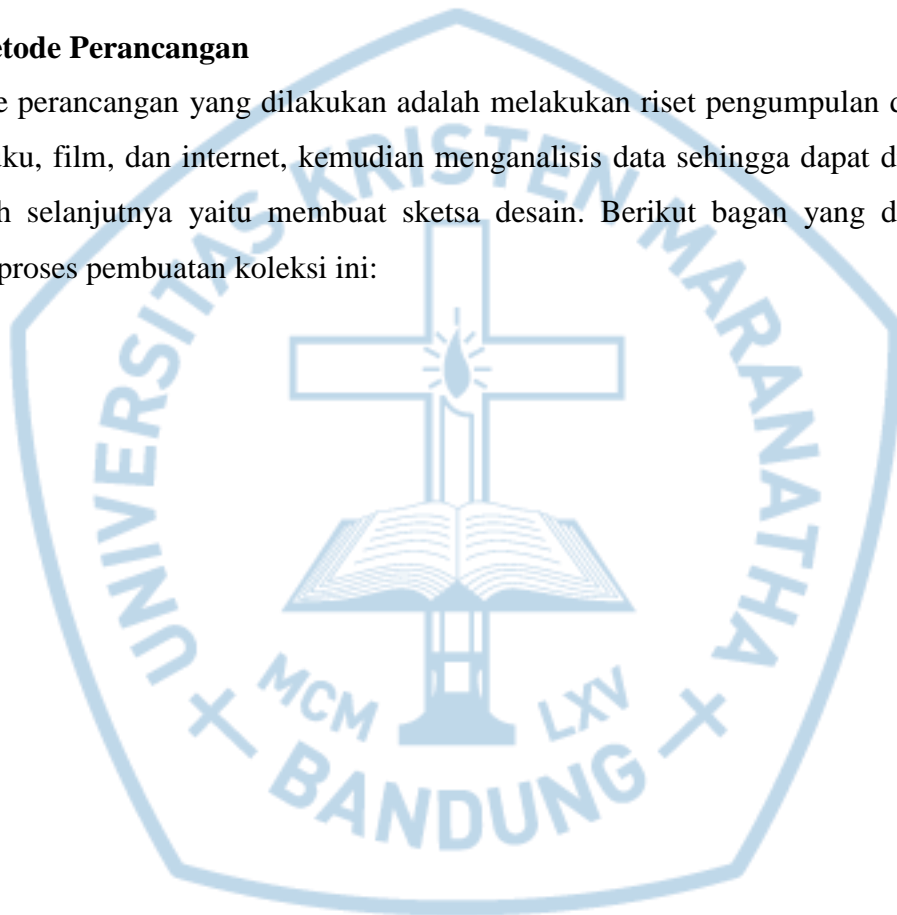 etode Perancangan
e perancangan yang dilakukan adalah melakukan riset pengumpulan d
uku, film, dan internet, kemudian menganalisis data sehingga dapat d
h selanjutnya yaitu membuat sketsa desain. Berikut bagan yang d
proses pembuatan koleksi ini:
UNIVERSITAS KRISTEN MARANATHA
MCM LXV
BANDUNG